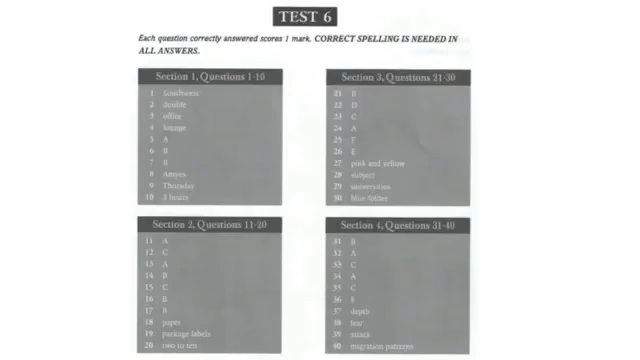 TEST 6
Each question correctly answered scores 1 mark. CORRECT SPELLING IS NEEDED IN
ALL ANSWERS.
Section 1, Questions 1-10
1
2
3 office
4 lounge
5 A
6 B
7 B
8
9 Thursday
10 3 hours
Section 2, Questions 11-20
11 A
12 C
13 A
14 B
15 C
16 B
17 B
18 paper
19 package labels
20 two to ten
Section 3, Questions 21-30
21 B
22 D
23 C
24 A
25 F
26 E
27 pink and yellow
28 subject
29 universities
30 blue folder
Section 4, Questions 31-40
31 B
32 A
33 C
34 A
35 C
36
37 depth
38 fear
39 attack
40 migration patterns